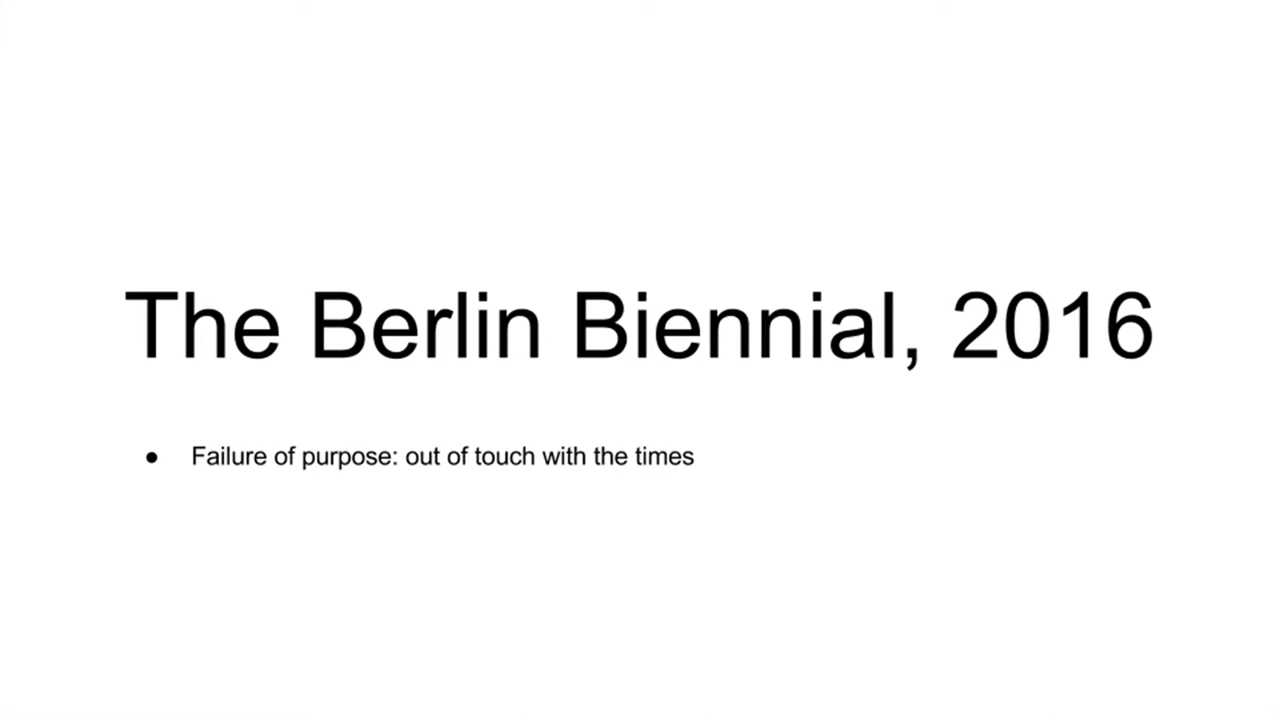 The Berlin Biennial, 2016
● Failure of purpose: out of touch with the times